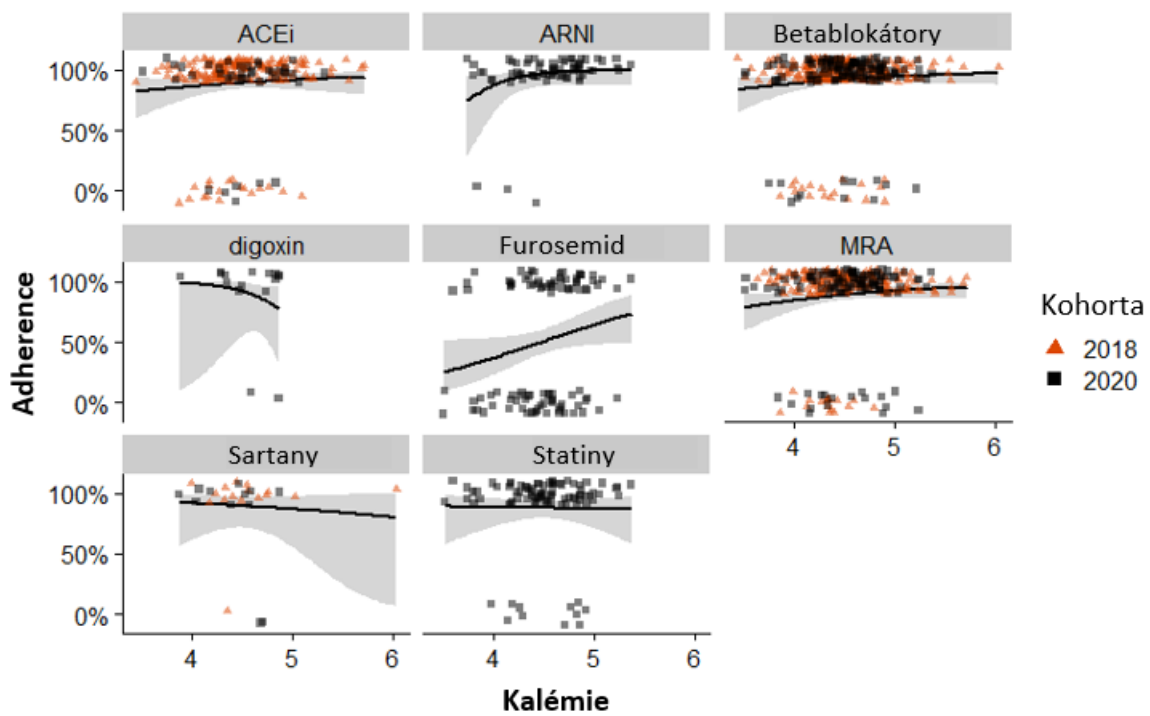 ACEi ARNI Betablokátory
100%
50%
0%
digoxin Furosemid MRA
100%
50%
0%
4 5 6
Sartany Statiny
100%
50%
0%
4 5 6 4 5 6
Adherence
Kalémie
Kohorta
2018
2020